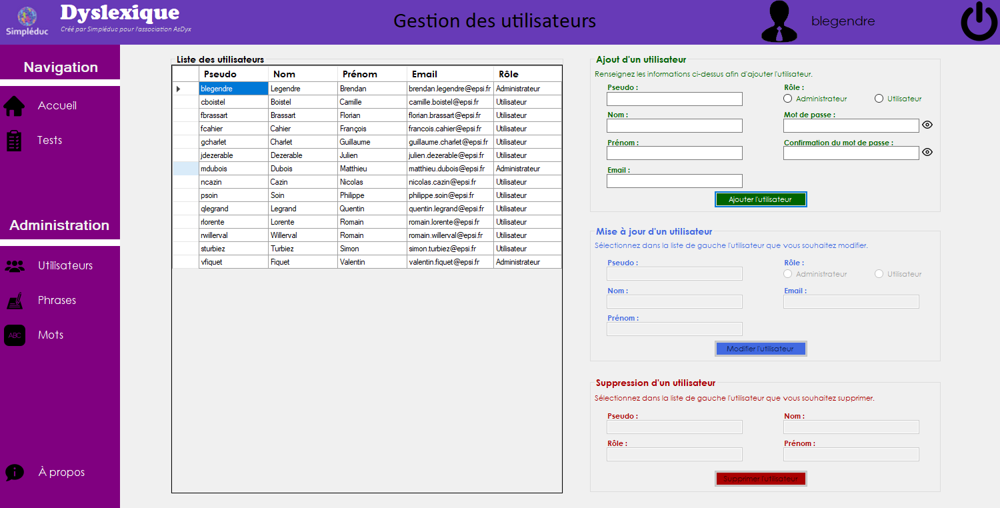 Simpléduc
Dyslexique
Créé par Simpléduc pour l'association AsDyx
Gestion des utilisateurs
blegendre
Navigation
Accueil
Tests
Administration
Utilisateurs
Phrases
ABC
Mots
À propos
Liste des utilisateurs
Pseudo Nom Prénom Email Rôle
blegendre Legendre Brendan brendan.legendre@epsi.fr Administrateur
cboistel Boistel Camille camille.boistel@epsi.fr Utilisateur
fbrassart Brassart Florian florian.brassart@epsi.fr Utilisateur
fcahier Cahier François francois.cahier@epsi.fr Utilisateur
gcharlet Charlet Guillaume guillaume.charlet@epsi.fr Utilisateur
jdezerable Dezerable Julien julien.dezerable@epsi.fr Utilisateur
mdubois Dubois Matthieu matthieu.dubois@epsi.fr Administrateur
ncazin Cazin Nicolas nicolas.cazin@epsi.fr Utilisateur
psoin Soin Philippe philippe.soin@epsi.fr Utilisateur
qlegrand Legrand Quentin quentin.legrand@epsi.fr Utilisateur
rlorente Lorente Romain romain.lorente@epsi.fr Utilisateur
rwillerval Willerval Romain romain.willerval@epsi.fr Utilisateur
sturbiez Turbiez Simon simon.turbiez@epsi.fr Utilisateur
vfiquet Fiquet Valentin valentin.fiquet@epsi.fr Administrateur
Ajout d'un utilisateur
Renseignez les informations ci-dessus afin d'ajouter l'utilisateur.
Pseudo : Rôle :
Administrateur Utilisateur
Nom : Mot de passe :
Prénom : Confirmation du mot de passe :
Email :
Ajouter l'utilisateur
Mise à jour d'un utilisateur
Sélectionnez dans la liste de gauche l'utilisateur que vous souhaitez modifier.
Pseudo : Rôle :
Administrateur Utilisateur
Nom : Email :
Prénom :
Modifier l'utilisateur
Suppression d'un utilisateur
Sélectionnez dans la liste de gauche l'utilisateur que vous souhaitez supprimer.
Pseudo : Nom :
Rôle : Prénom :
Supprimer l'utilisateur